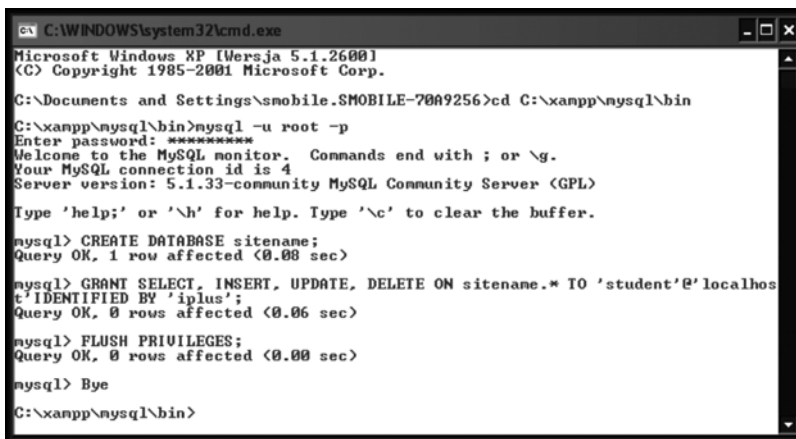 C:\WINDOWS\system32\cmd.exe
Microsoft Windows XP [Wersja 5.1.2600]
(C) Copyright 1985-2001 Microsoft Corp.
C:\Documents and Settings\smobile.SMOBILE-70A9256>cd C:\xampp\mysql\bin
C:\xampp\mysql\bin>mysql -u root -p
Enter password: *********
Welcome to the MySQL monitor.  Commands end with ; or \g.
Your MySQL connection id is 4
Server version: 5.1.33-community MySQL Community Server (GPL)
Type 'help;' or '\h' for help. Type '\c' to clear the buffer.
mysql> CREATE DATABASE sitename;
Query OK, 1 row affected (0.08 sec)
mysql> GRANT SELECT, INSERT, UPDATE, DELETE ON sitename.* TO 'student'@'localhos
t'IDENTIFIED BY 'iplus';
Query OK, 0 rows affected (0.06 sec)
mysql> FLUSH PRIVILEGES;
Query OK, 0 rows affected (0.00 sec)
mysql> Bye
C:\xampp\mysql\bin>